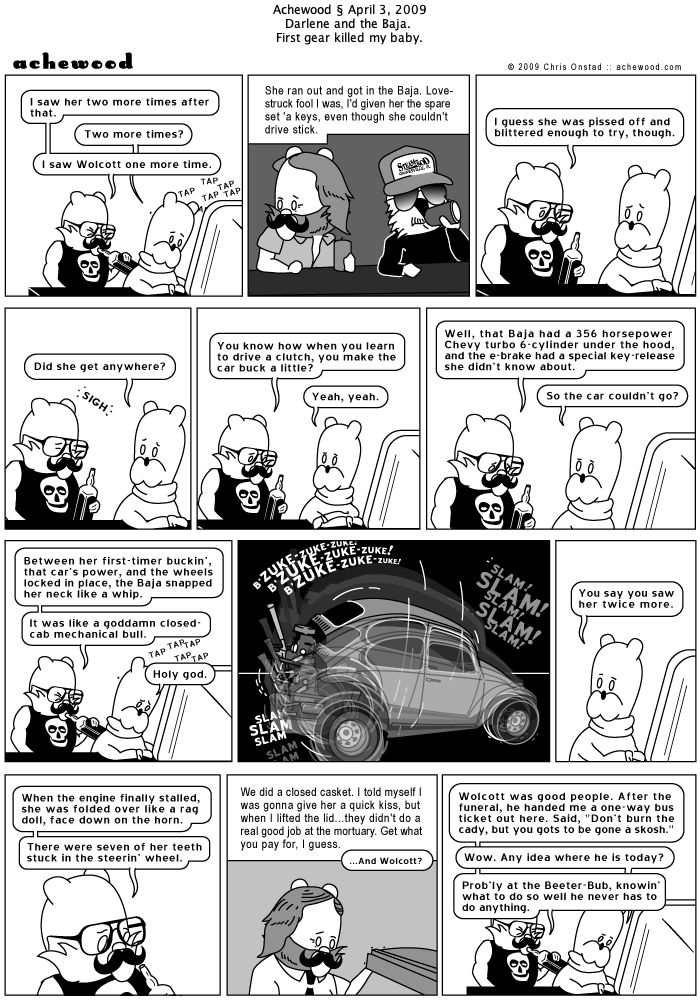 Achewood § April 3, 2009
Darlene and the Baja.
First gear killed my baby.
achewood
© 2009 Chris Onstad :: achewood.com
I saw her two more times after
that.
Two more times?
I saw Wolcott one more time.
TAP
TAP
TAP
TAP
TAP
She ran out and got in the Baja. Love-
struck fool I was, I'd given her the spare
set 'a keys, even though she couldn't
drive stick.
I guess she was pissed off and
blittered enough to try, though.
Did she get anywhere?
SIGH
You know how when you learn
to drive a clutch, you make the
car buck a little?
Yeah, yeah.
Well, that Baja had a 356 horsepower
Chevy turbo 6-cylinder under the hood,
and the e-brake had a special key-release
she didn't know about.
So the car couldn't go?
Between her first-timer buckin',
that car's power, and the wheels
locked in place, the Baja snapped
her neck like a whip.
It was like a goddamn closed-
cab mechanical bull.
TAP TAP TAP
TAP TAP
Holy god.
B'ZUKE-ZUKE-ZUKE!
B'ZUKE-ZUKE-ZUKE-ZUKE!
B'ZUKE-ZUKE-ZUKE!
SLAM!
SLAM!
SLAM!
SLAM!
SLAM!
SLAM
SLAM
SLAM
SLAM
SLAM
You say you saw
her twice more.
When the engine finally stalled,
she was folded over like a rag
doll, face down on the horn.
There were seven of her teeth
stuck in the steerin' wheel.
We did a closed casket. I told myself I
was gonna give her a quick kiss, but
when I lifted the lid...they didn't do a
real good job at the mortuary. Get what
you pay for, I guess.
...And Wolcott?
Wolcott was good people. After the
funeral, he handed me a one-way bus
ticket out here. Said, "Don't burn the
cady, but you gots to be gone a skosh."
Wow. Any idea where he is today?
Prob'ly at the Beeter-Bub, knowin'
what to do so well he never has to
do anything.